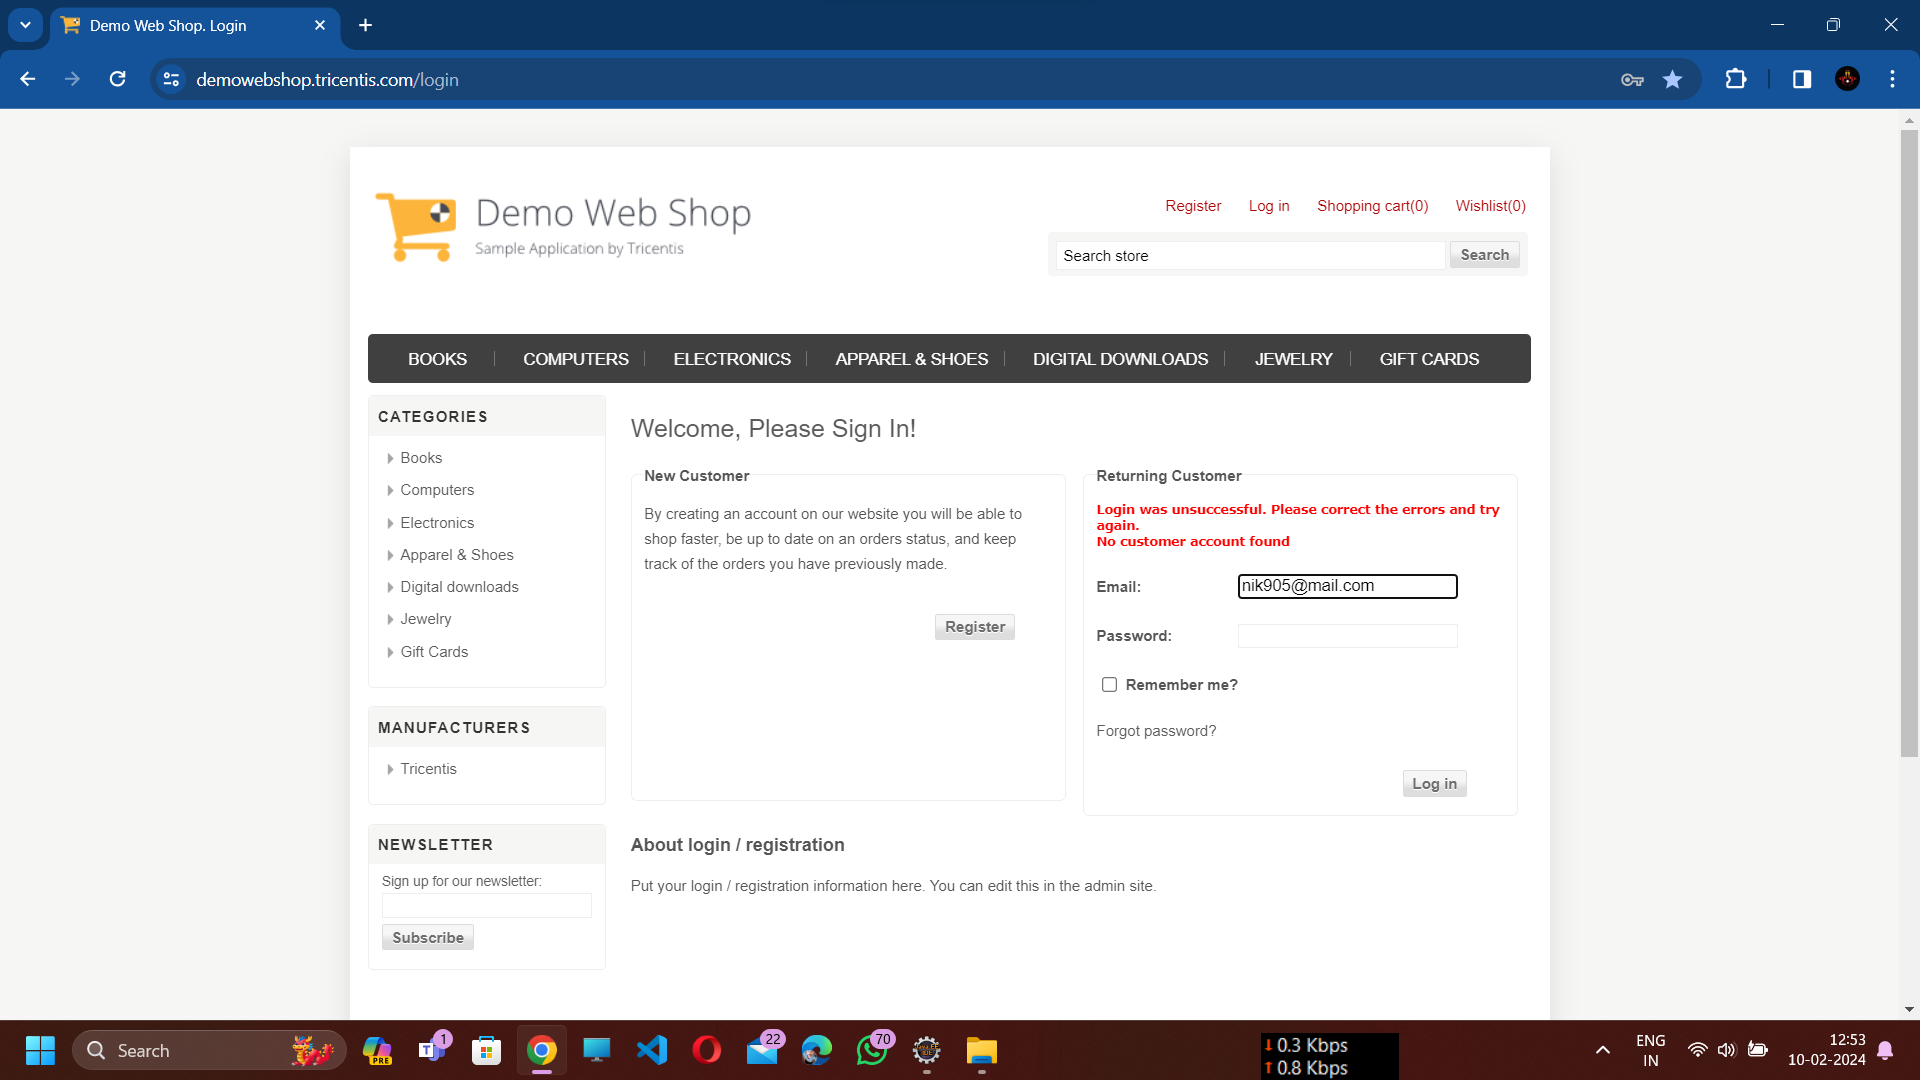 Demo Web Shop. Login
demowebshop.tricentis.com/login
Demo Web Shop
Sample Application by Tricentis
Register Log in Shopping cart(0) Wishlist(0)
Search store Search
BOOKS COMPUTERS ELECTRONICS APPAREL & SHOES DIGITAL DOWNLOADS JEWELRY GIFT CARDS
CATEGORIES
Books
Computers
Electronics
Apparel & Shoes
Digital downloads
Jewelry
Gift Cards
MANUFACTURERS
Tricentis
NEWSLETTER
Sign up for our newsletter:
Subscribe
Welcome, Please Sign In!
New Customer
By creating an account on our website you will be able to
shop faster, be up to date on an orders status, and keep
track of the orders you have previously made.
Register
Returning Customer
Login was unsuccessful. Please correct the errors and try
again.
No customer account found
Email: nik905@mail.com
Password:
Remember me?
Forgot password?
Log in
About login / registration
Put your login / registration information here. You can edit this in the admin site.
Search
PRE
T 1
22
70
0.3 Kbps
0.8 Kbps
ENG
IN
12:53
10-02-2024